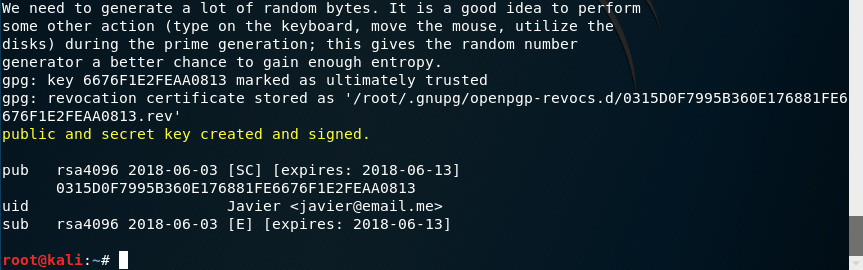 We need to generate a lot of random bytes. It is a good idea to perform
some other action (type on the keyboard, move the mouse, utilize the
disks) during the prime generation; this gives the random number
generator a better chance to gain enough entropy.
gpg: key 6676F1E2FEAA0813 marked as ultimately trusted
gpg: revocation certificate stored as '/root/.gnupg/openpgp-revocs.d/0315D0F7995B360E176881FE6
676F1E2FEAA0813.rev'
public and secret key created and signed.
pub   rsa4096 2018-06-03 [SC] [expires: 2018-06-13]
      0315D0F7995B360E176881FE6676F1E2FEAA0813
uid                      Javier <javier@email.me>
sub   rsa4096 2018-06-03 [E] [expires: 2018-06-13]
root@kali:~#